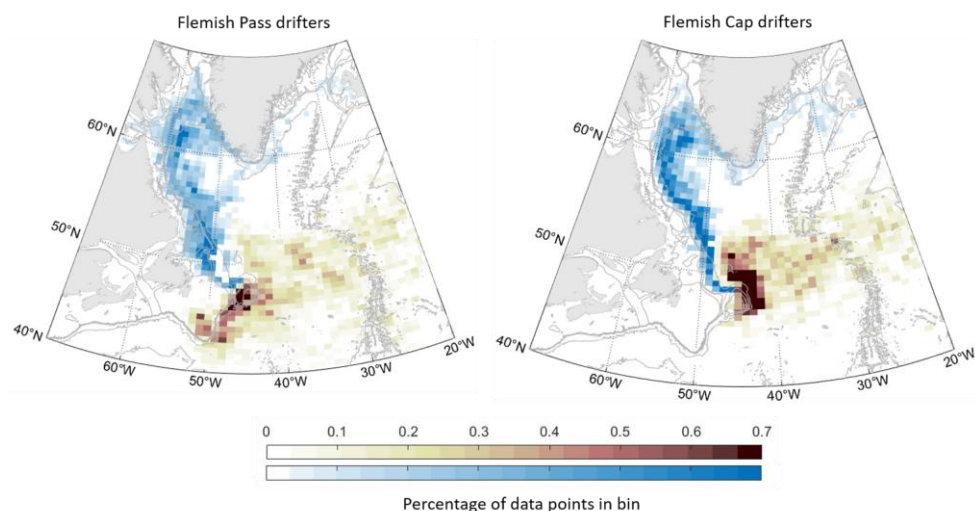 Flemish Pass drifters
Flemish Cap drifters
60°N
50°N
40°N
60°W
50°W
40°W
30°W
20°W
60°N
50°N
40°N
60°W
50°W
40°W
30°W
20°W
0 0.1 0.2 0.3 0.4 0.5 0.6 0.7
Percentage of data points in bin